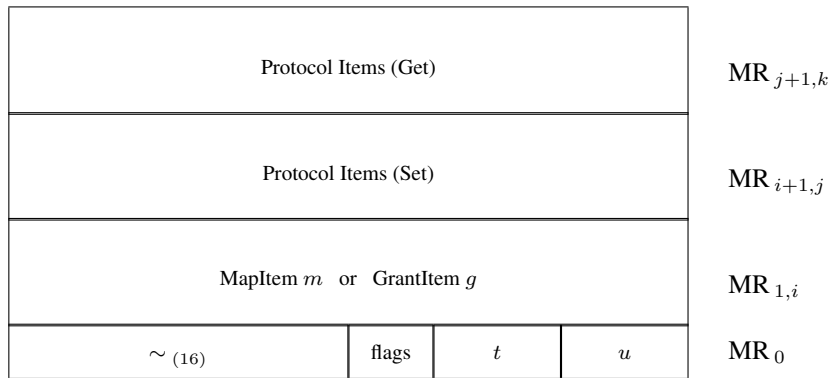 Protocol Items (Get) MR j+1,k
Protocol Items (Set) MR i+1,j
MapItem m or GrantItem g MR 1,i
∼ (16) flags t u MR 0